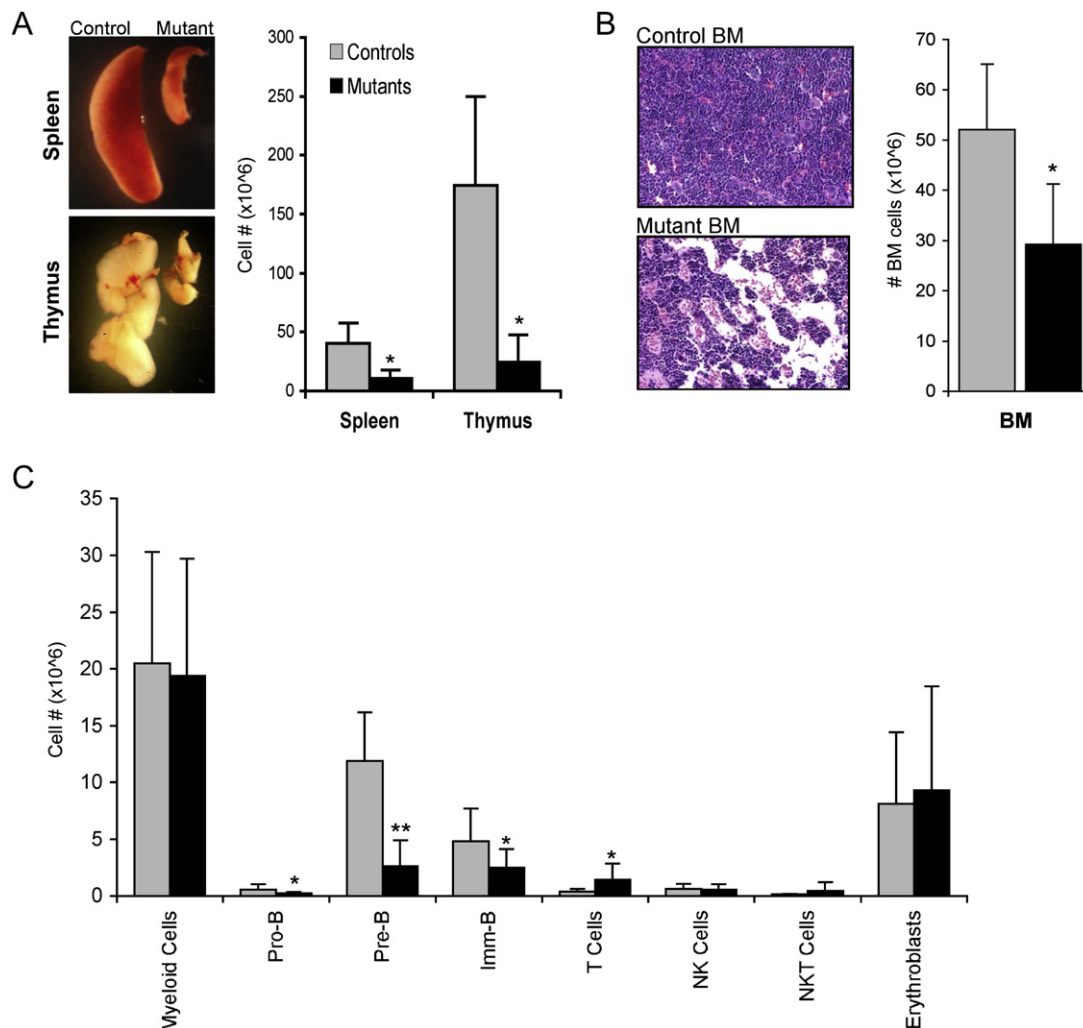 A
Control Mutant
Spleen
Thymus
Controls
Mutants
Cell # (x10^6)
300
250
200
150
100
50
0
*
*
Spleen Thymus
B
Control BM
Mutant BM
# BM cells (x10^6)
70
60
50
40
30
20
10
0
*
BM
C
Cell # (x10^6)
35
30
25
20
15
10
5
0
*
**
*
*
Myeloid Cells
Pro-B
Pre-B
Imm-B
T Cells
NK Cells
NKT Cells
Erythroblasts